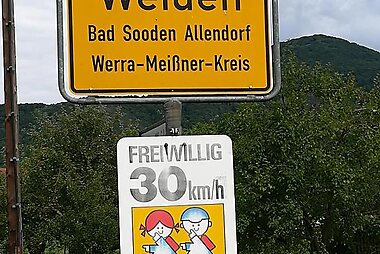 Weiden
Bad Sooden Allendorf
Werra-Meißner-Kreis
FREIWILLIG
30 km/h